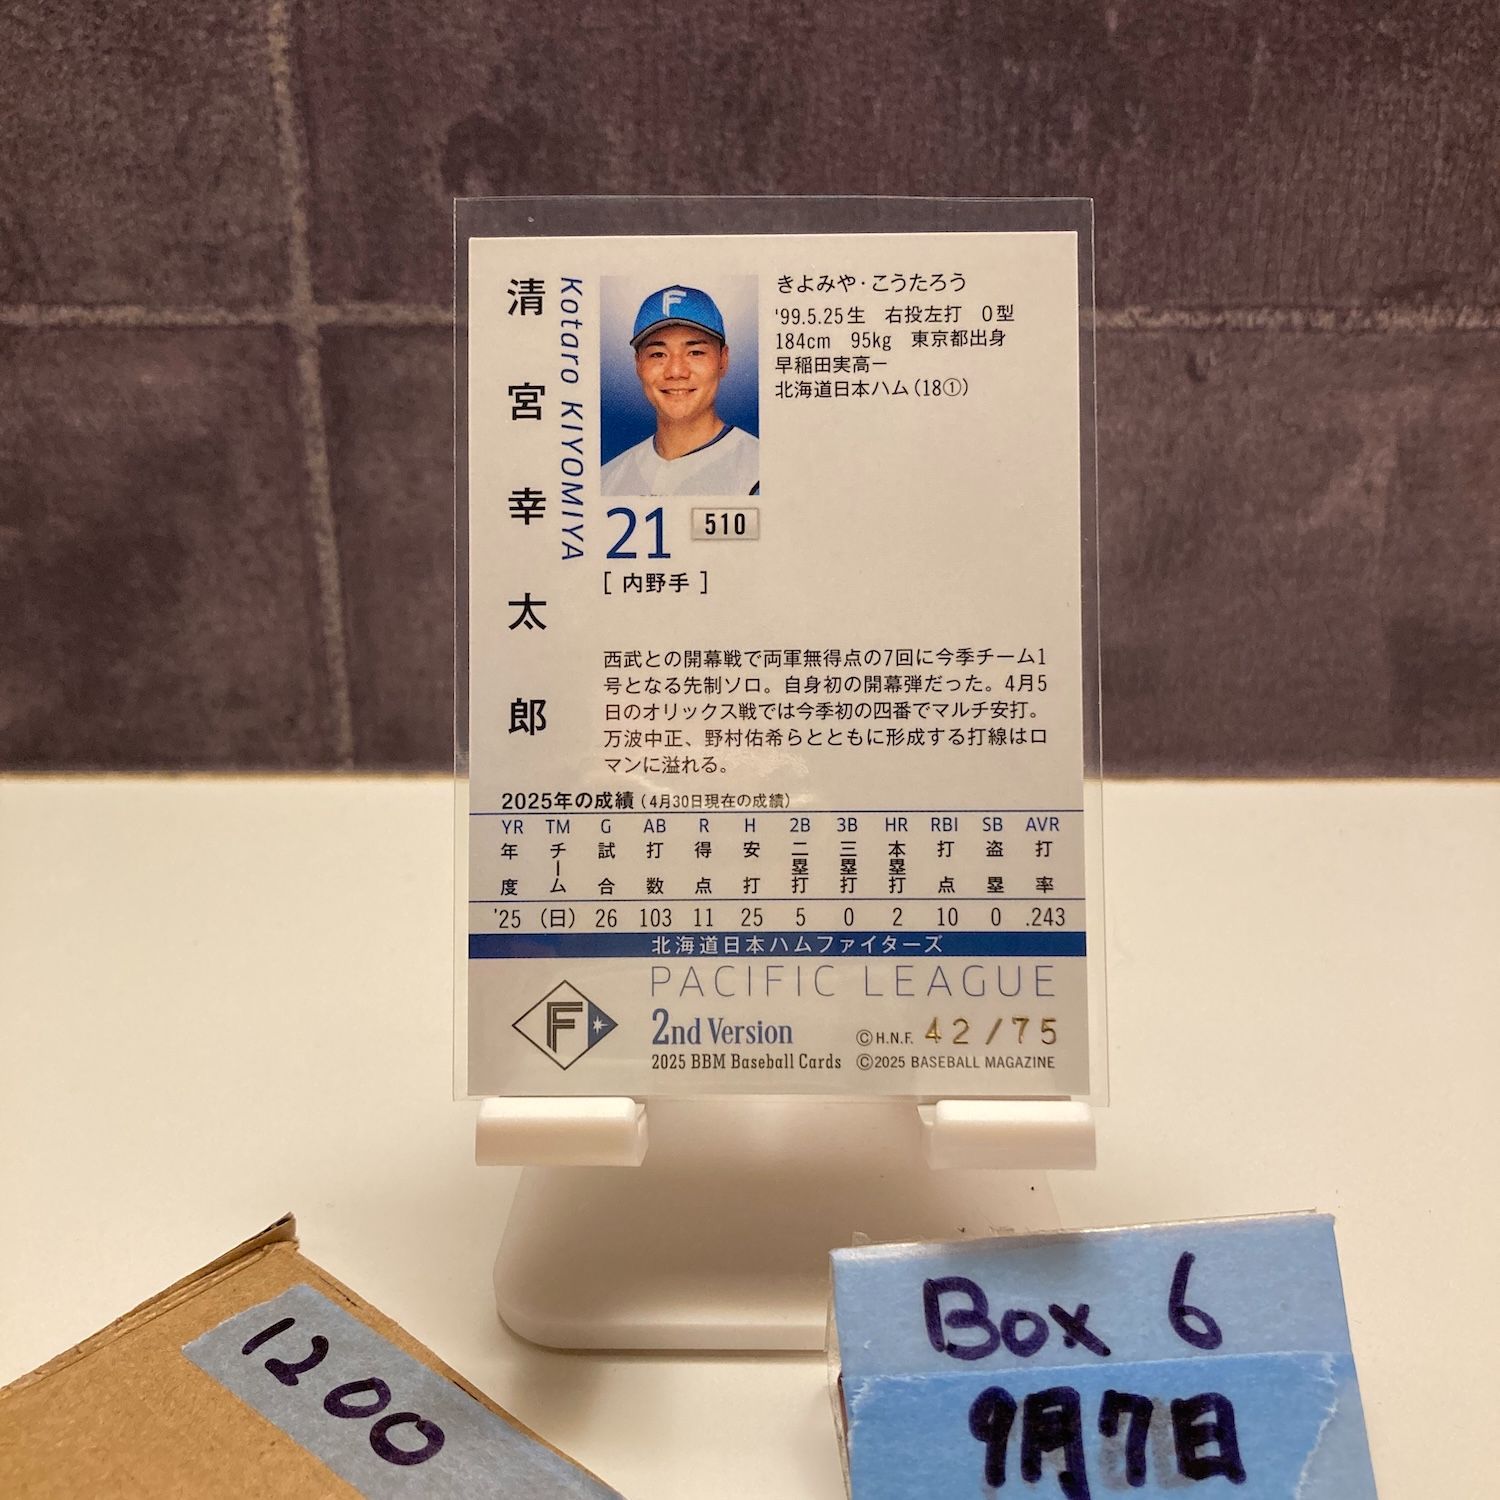 清宮幸太郎
Kotaro KIYOMIYA
F
きよみや・こうたろう
'99.5.25生 右投左打 O型
184cm 95kg 東京都出身
早稲田実高ー
北海道日本ハム(18①)
21 510
[ 内野手 ]
西武との開幕戦で両軍無得点の7回に今季チーム1
号となる先制ソロ。自身初の開幕弾だった。4月5
日のオリックス戦では今季初の四番でマルチ安打。
万波中正、野村佑希らとともに形成する打線はロ
マンに溢れる。
2025年の成績(4月30日現在の成績)
YR TM G AB R H 2B 3B HR RBI SB AVR
年度 チーム 試合 打数 得点 安打 二塁打 三塁打 本塁打 打点 盗塁 打率
'25 (日) 26 103 11 25 5 0 2 10 0 .243
北海道日本ハムファイターズ
PACIFIC LEAGUE
F
2nd Version ©H.N.F. 42/75
2025 BBM Baseball Cards ©2025 BASEBALL MAGAZINE
1200
Box 6
9月7日